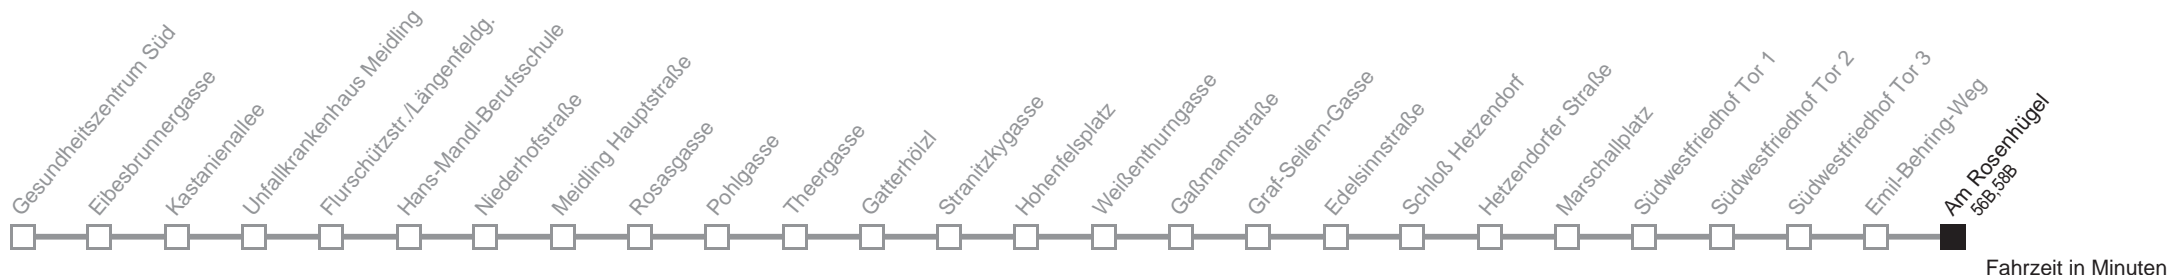 Gesundheitszentrum Süd
Eibesbrunnergasse
Kastanienallee
Unfallkrankenhaus Meidling
Flurschützstr./Längenfeldg.
Hans-Mandl-Berufsschule
Niederhofstraße
Meidling Hauptstraße
Rosasgasse
Pohlgasse
Theergasse
Gatterhölzl
Stranitzkygasse
Hohenfelsplatz
Weißenthurngasse
Gaßmannstraße
Graf-Seilern-Gasse
Edelsinnstraße
Schloß Hetzendorf
Hetzendorfer Straße
Marschallplatz
Südwestfriedhof Tor 1
Südwestfriedhof Tor 2
Südwestfriedhof Tor 3
Emil-Behring-Weg
Am Rosenhügel
56B,58B
Fahrzeit in Minuten